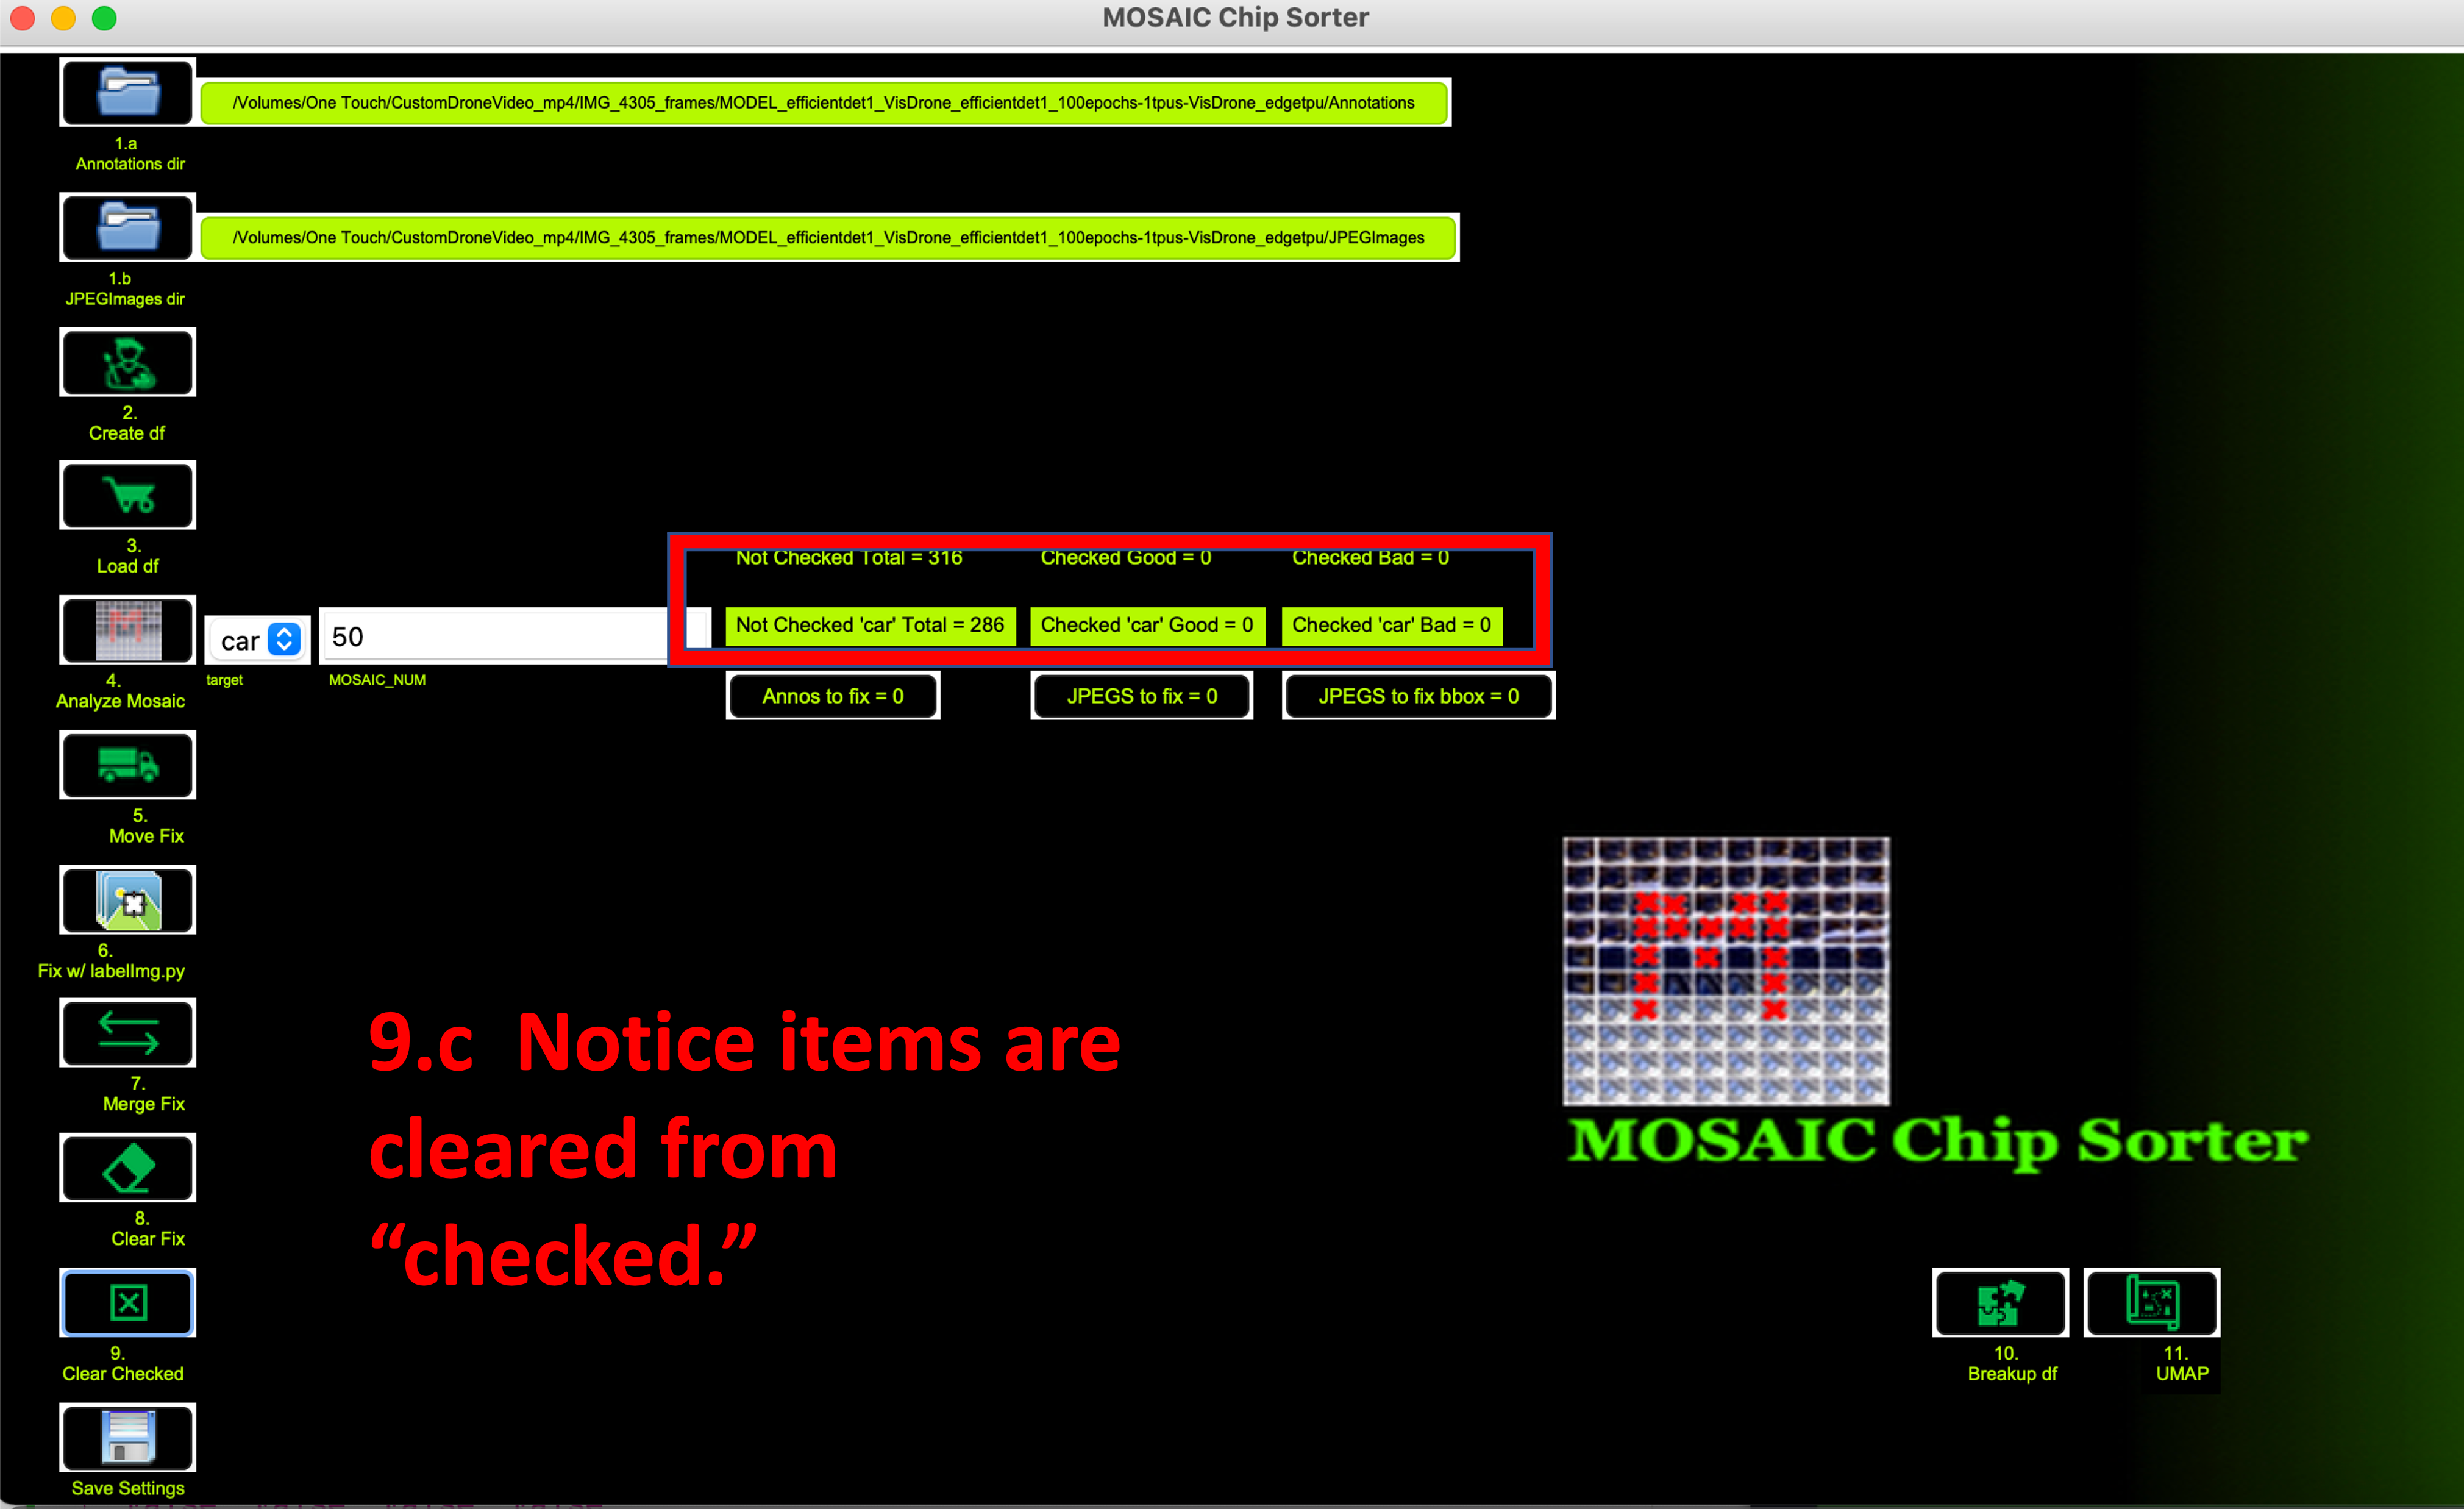 MOSAIC Chip Sorter
/Volumes/One Touch/CustomDroneVideo_mp4/IMG_4305_frames/MODEL_efficientdet1_VisDrone_efficientdet1_100epochs-1tpus-VisDrone_edgetpu/Annotations
1.a
Annotations dir
/Volumes/One Touch/CustomDroneVideo_mp4/IMG_4305_frames/MODEL_efficientdet1_VisDrone_efficientdet1_100epochs-1tpus-VisDrone_edgetpu/JPEGImages
1.b
JPEGImages dir
2.
Create df
3.
Load df
Not Checked Total = 316 Checked Good = 0 Checked Bad = 0
car 50 Not Checked 'car' Total = 286 Checked 'car' Good = 0 Checked 'car' Bad = 0
4.
Analyze Mosaic
target MOSAIC_NUM
Annos to fix = 0 JPEGS to fix = 0 JPEGS to fix bbox = 0
5.
Move Fix
6.
Fix w/ labelImg.py
7.
Merge Fix
8.
Clear Fix
9.
Clear Checked
Save Settings
9.c Notice items are
cleared from
“checked.”
MOSAIC Chip Sorter
10.
Breakup df
11.
UMAP